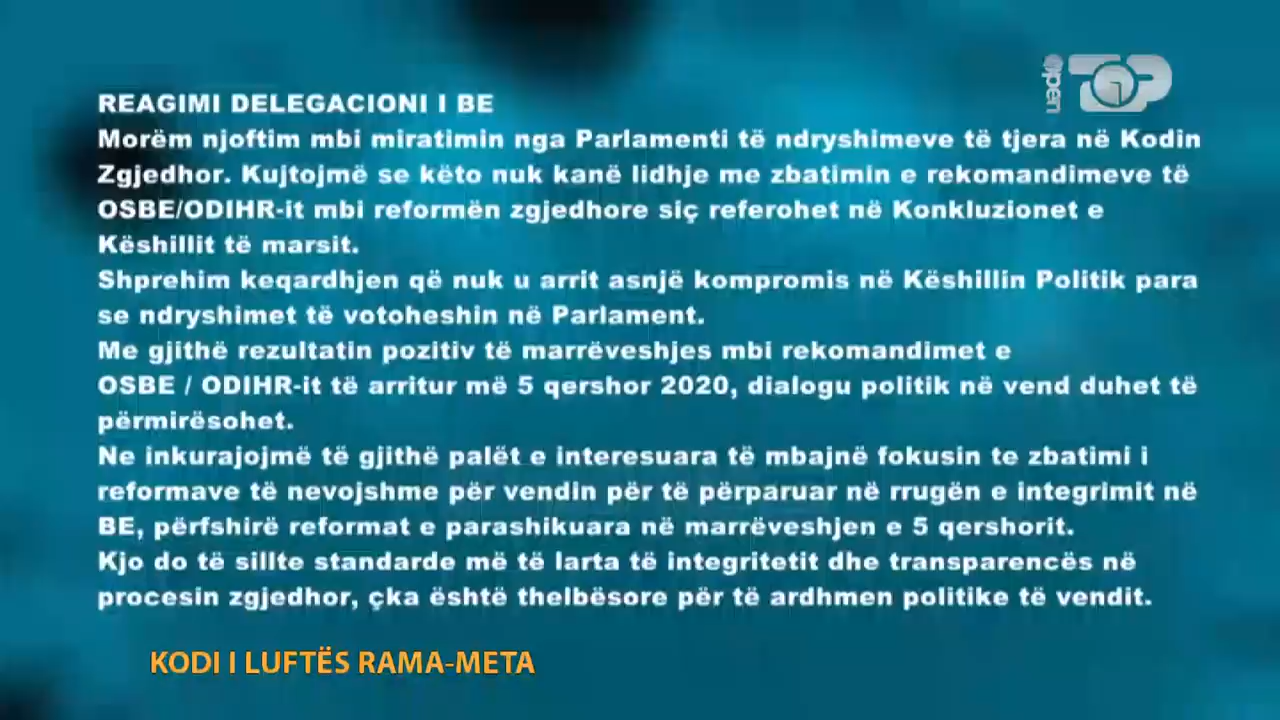 open
TOP
REAGIMI DELEGACIONI I BE
Morëm njoftim mbi miratimin nga Parlamenti të ndryshimeve të tjera në Kodin
Zgjedhor. Kujtojmë se këto nuk kanë lidhje me zbatimin e rekomandimeve të
OSBE/ODIHR-it mbi reformën zgjedhore siç referohet në Konkluzionet e
Këshillit të marsit.
Shprehim keqardhjen që nuk u arrit asnjë kompromis në Këshillin Politik para
se ndryshimet të votoheshin në Parlament.
Me gjithë rezultatin pozitiv të marrëveshjes mbi rekomandimet e
OSBE / ODIHR-it të arritur më 5 qershor 2020, dialogu politik në vend duhet të
përmirësohet.
Ne inkurajojmë të gjithë palët e interesuara të mbajnë fokusin te zbatimi i
reformave të nevojshme për vendin për të përparuar në rrugën e integrimit në
BE, përfshirë reformat e parashikuara në marrëveshjen e 5 qershorit.
Kjo do të sillte standarde më të larta të integritetit dhe transparencës në
procesin zgjedhor, çka është thelbësore për të ardhmen politike të vendit.
KODI I LUFTËS RAMA-META